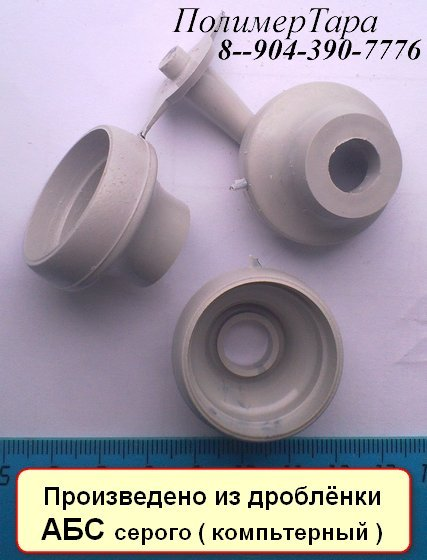 ПолимерТара
8--904-390-7776
Произведено из дроблёнки
АБС серого ( компьтерный )